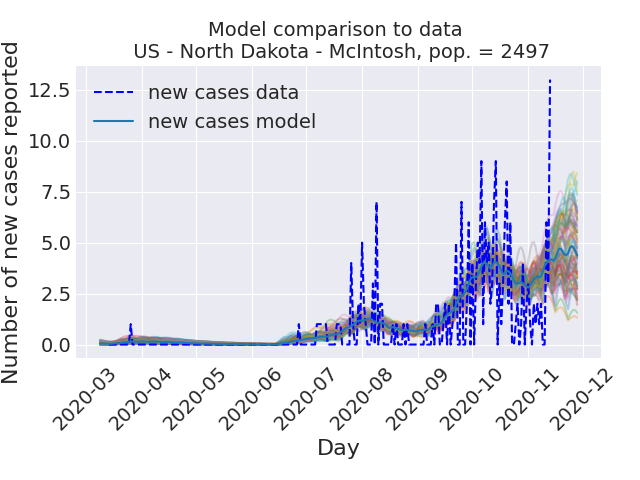 Model comparison to data
US - North Dakota - McIntosh, pop. = 2497
Number of new cases reported
new cases data
new cases model
12.5
10.0
7.5
5.0
2.5
0.0
2020-03
2020-04
2020-05
2020-06
2020-07
2020-08
2020-09
2020-10
2020-11
2020-12
Day